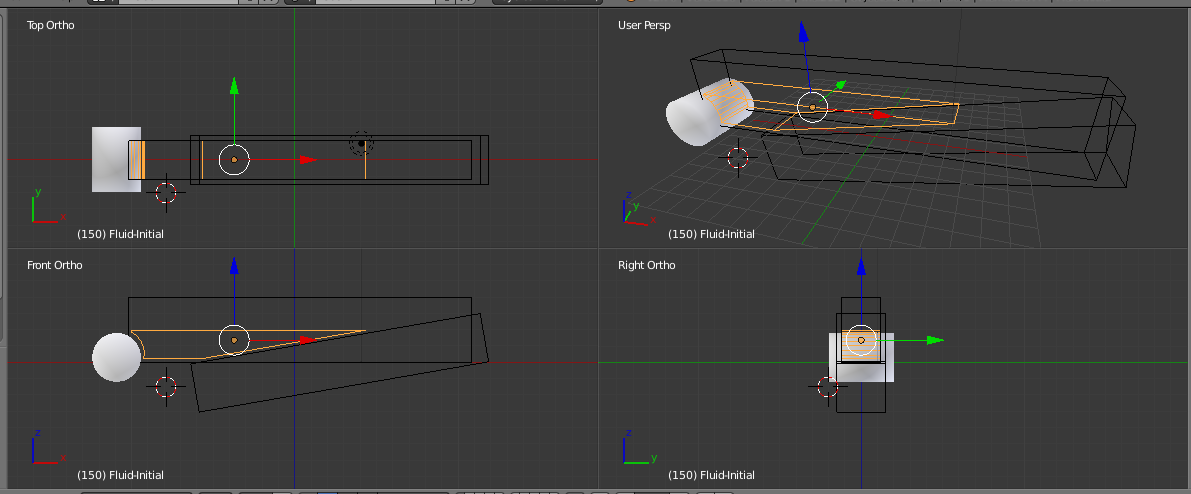 Top Ortho
y
x
(150) Fluid-Initial
User Persp
z
y
x
(150) Fluid-Initial
Front Ortho
z
x
(150) Fluid-Initial
Right Ortho
z
y
(150) Fluid-Initial